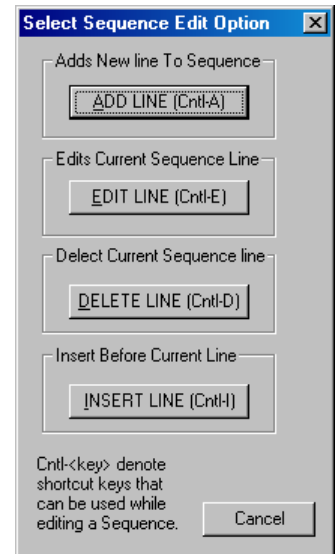 Select Sequence Edit Option
Adds New line To Sequence
ADD LINE (Cntl-A)
Edits Current Sequence Line
EDIT LINE (Cntl-E)
Delect Current Sequence line
DELETE LINE (Cntl-D)
Insert Before Current Line
INSERT LINE (Cntl-I)
Cntl-<key> denote
shortcut keys that
can be used while
editing a Sequence.
Cancel